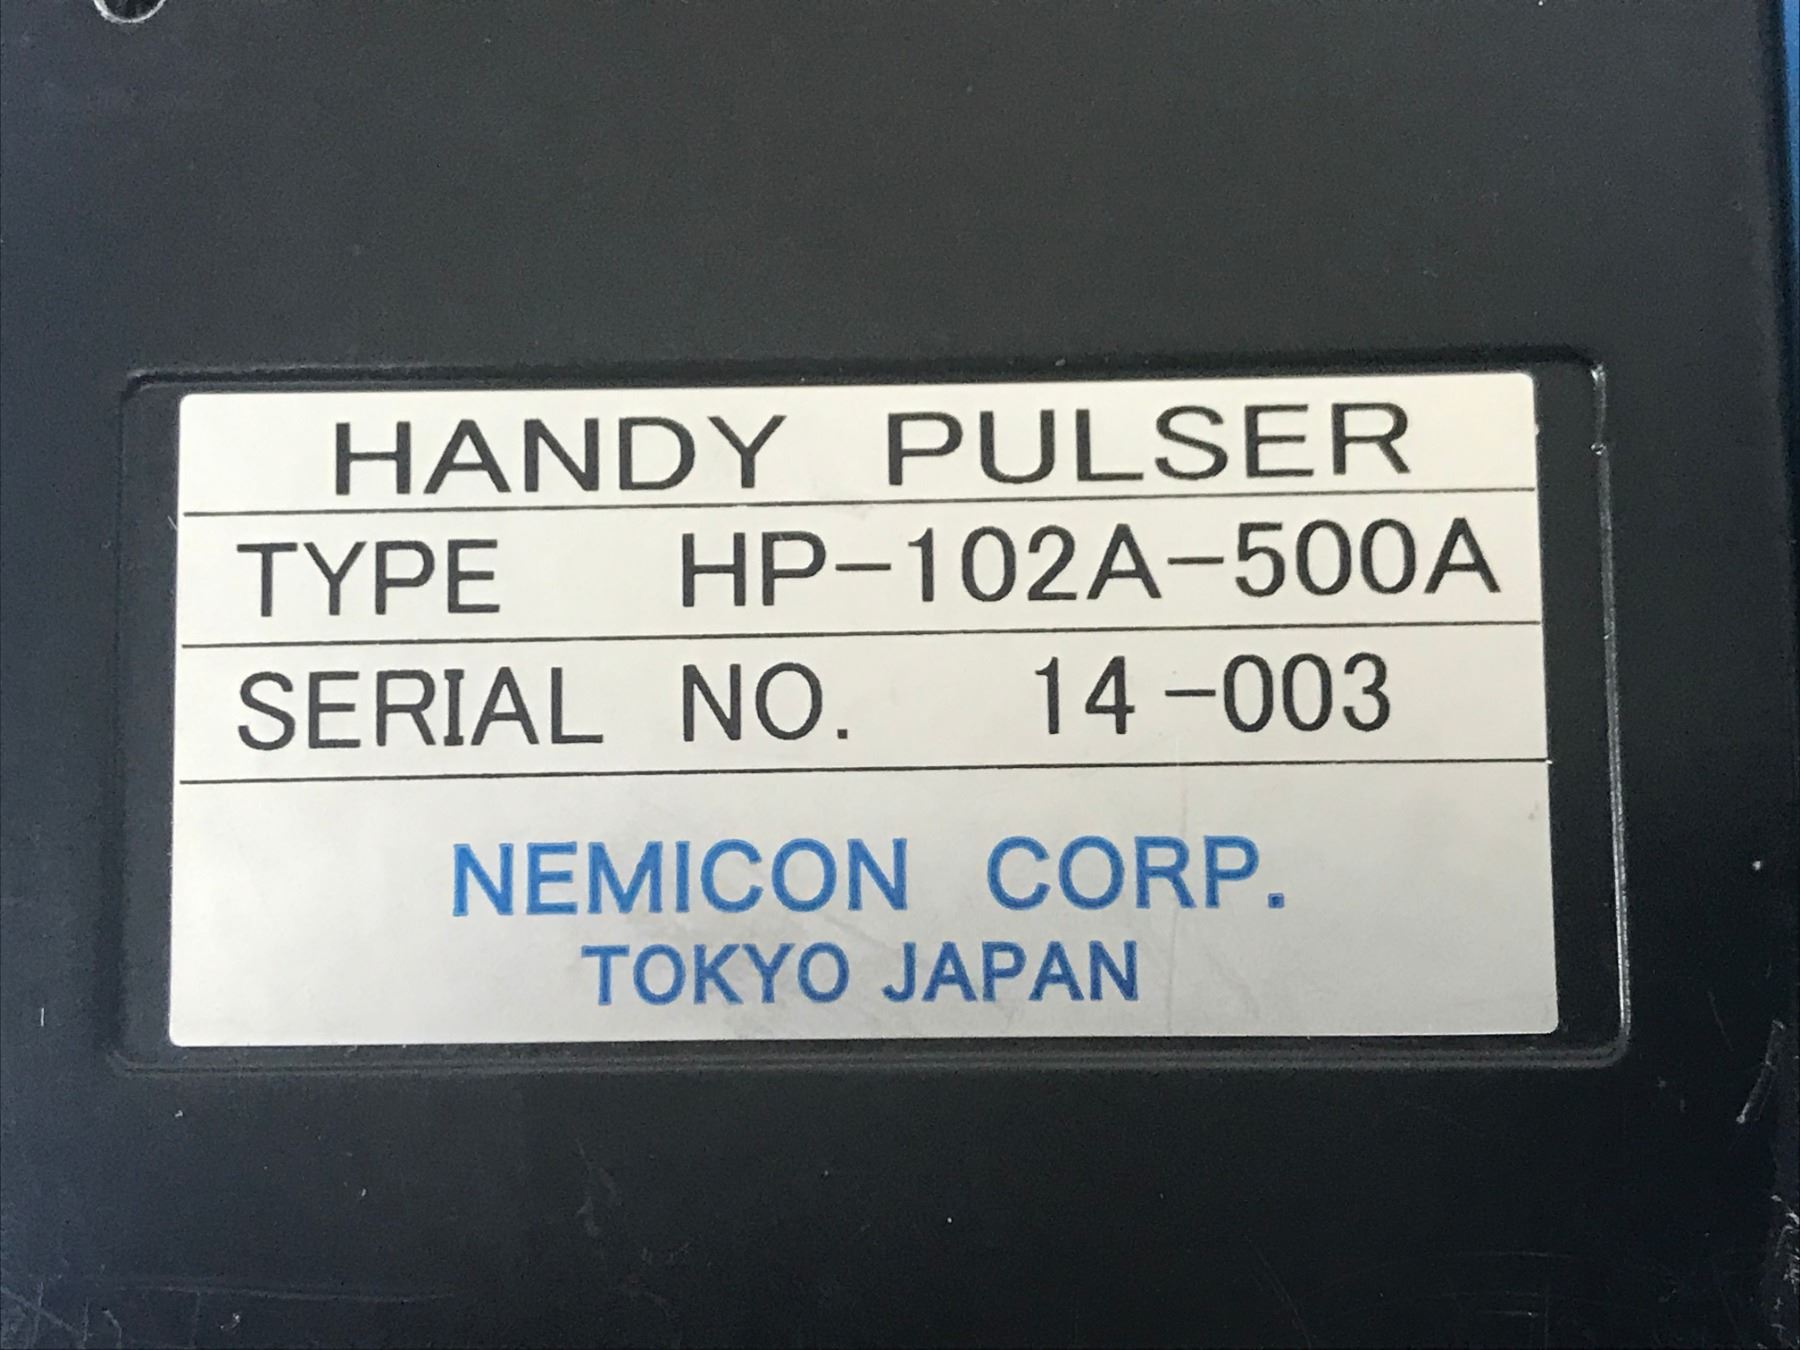 HANDY PULSER
TYPE HP-102A-500A
SERIAL NO. 14-003
NEMICON CORP.
TOKYO JAPAN